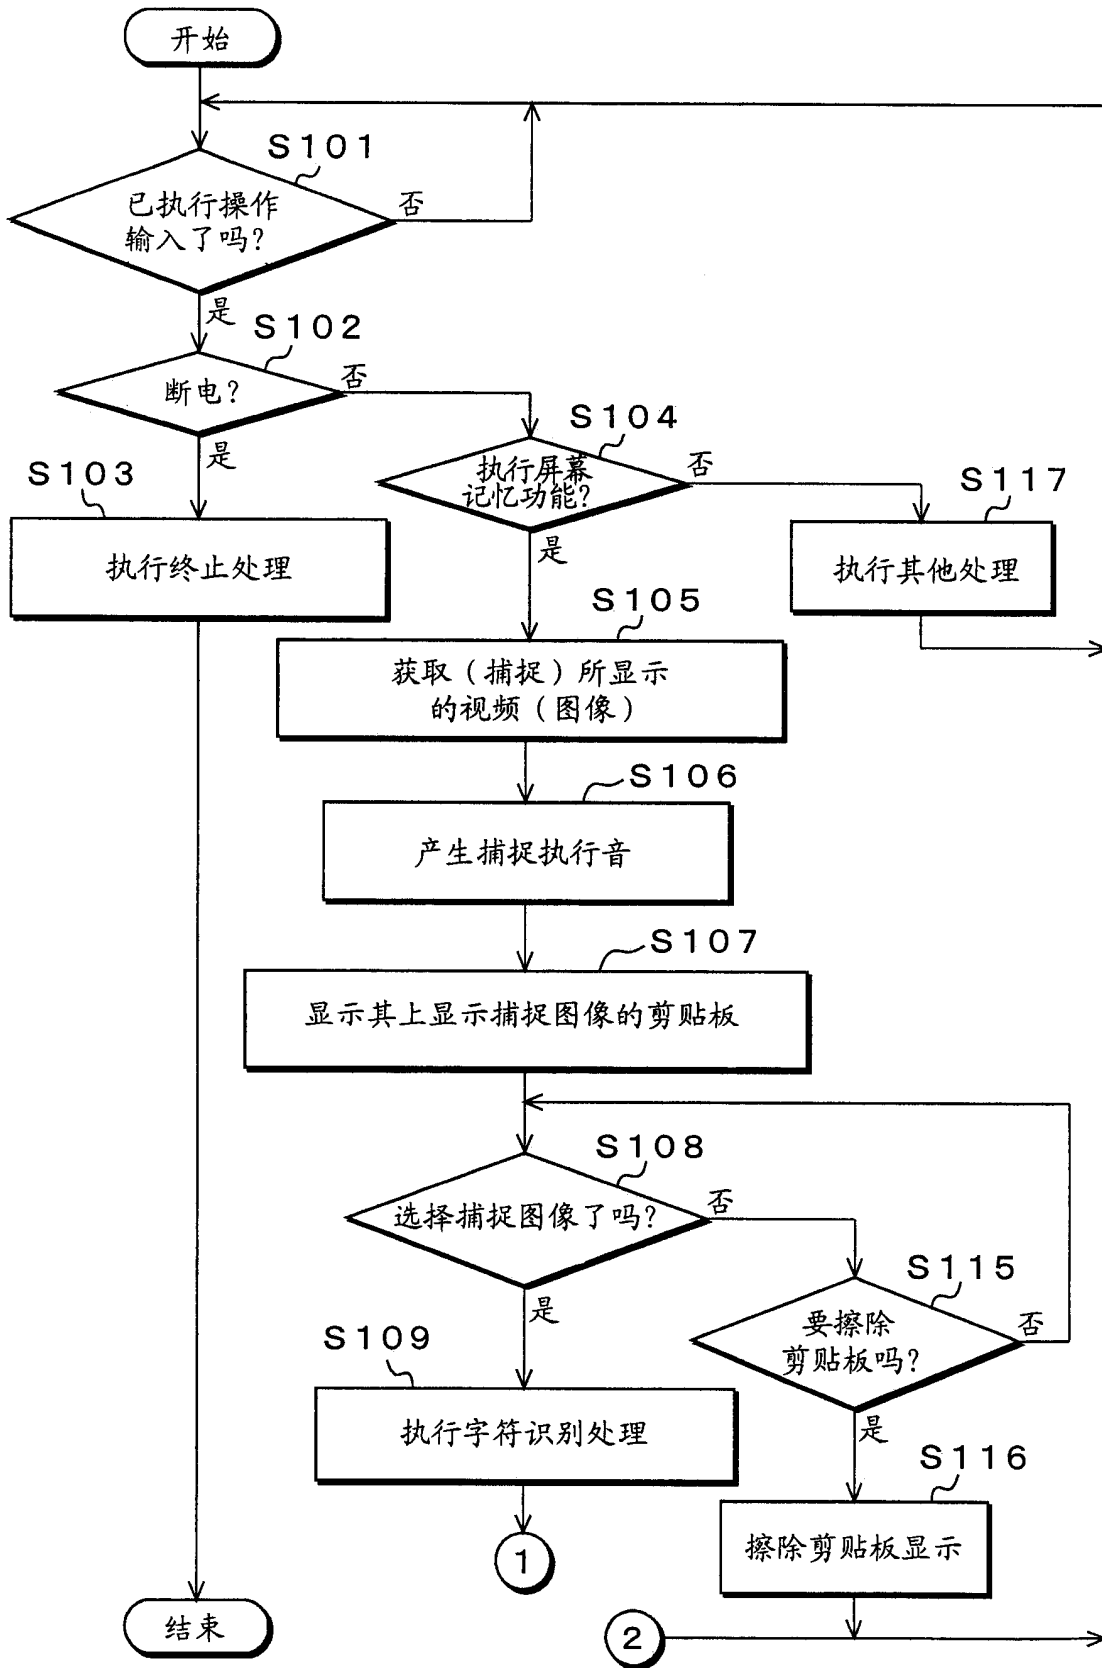 开始
S101
已执行操作
输入了吗?
否
是
S102
断电?
否
是
S103
执行终止处理
S104
执行屏幕
记忆功能?
否
是
S117
执行其他处理
S105
获取(捕捉)所显示
的视频(图像)
S106
产生捕捉执行音
S107
显示其上显示捕捉图像的剪贴板
S108
选择捕捉图像了吗?
否
是
S115
要擦除
剪贴板吗?
否
是
S109
执行字符识别处理
S116
擦除剪贴板显示
1
结束
2